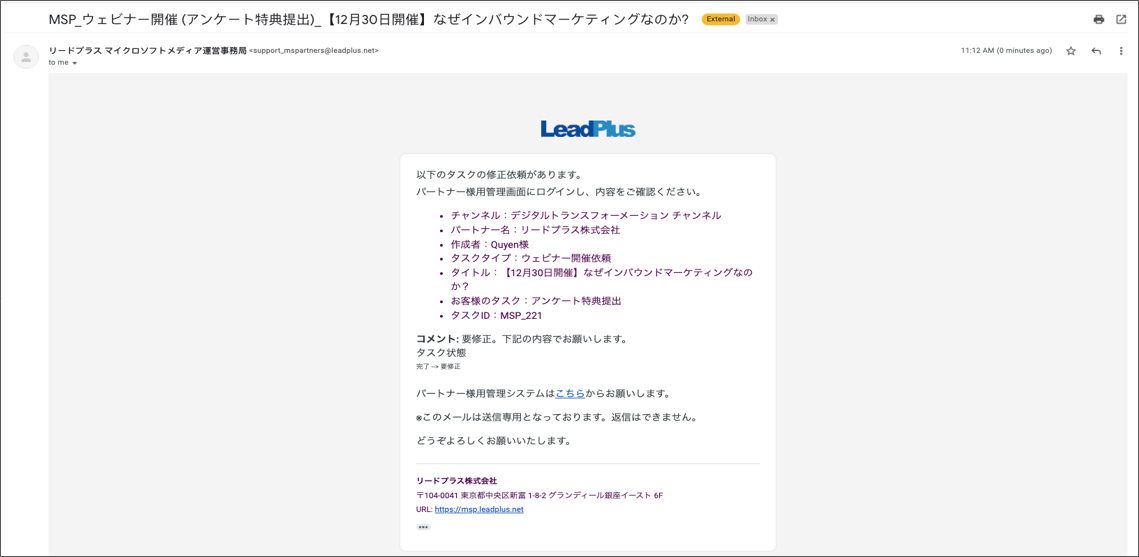 MSP_ウェビナー開催 (アンケート特典提出)_【12月30日開催】なぜインバウンドマーケティングなのか? External Inbox ×
リードプラス マイクロソフトメディア運営事務局 <support_mspartners@leadplus.net> 11:12 AM (0 minutes ago)
to me
LeadPlus
以下のタスクの修正依頼があります。
パートナー様用管理画面にログインし、内容をご確認ください。
• チャンネル：デジタルトランスフォーメーション チャンネル
• パートナー名：リードプラス株式会社
• 作成者：Quyen様
• タスクタイプ：ウェビナー開催依頼
• タイトル：【12月30日開催】なぜインバウンドマーケティングなの
か？
• お客様のタスク：アンケート特典提出
• タスクID：MSP_221
コメント: 要修正。下記の内容でお願いします。
タスク状態
完了 --> 要修正
パートナー様用管理システムはこちらからお願いします。
※このメールは送信専用となっております。返信はできません。
どうぞよろしくお願いいたします。
リードプラス株式会社
〒104-0041 東京都中央区新富 1-8-2 グランディール銀座イースト 6F
URL: https://msp.leadplus.net